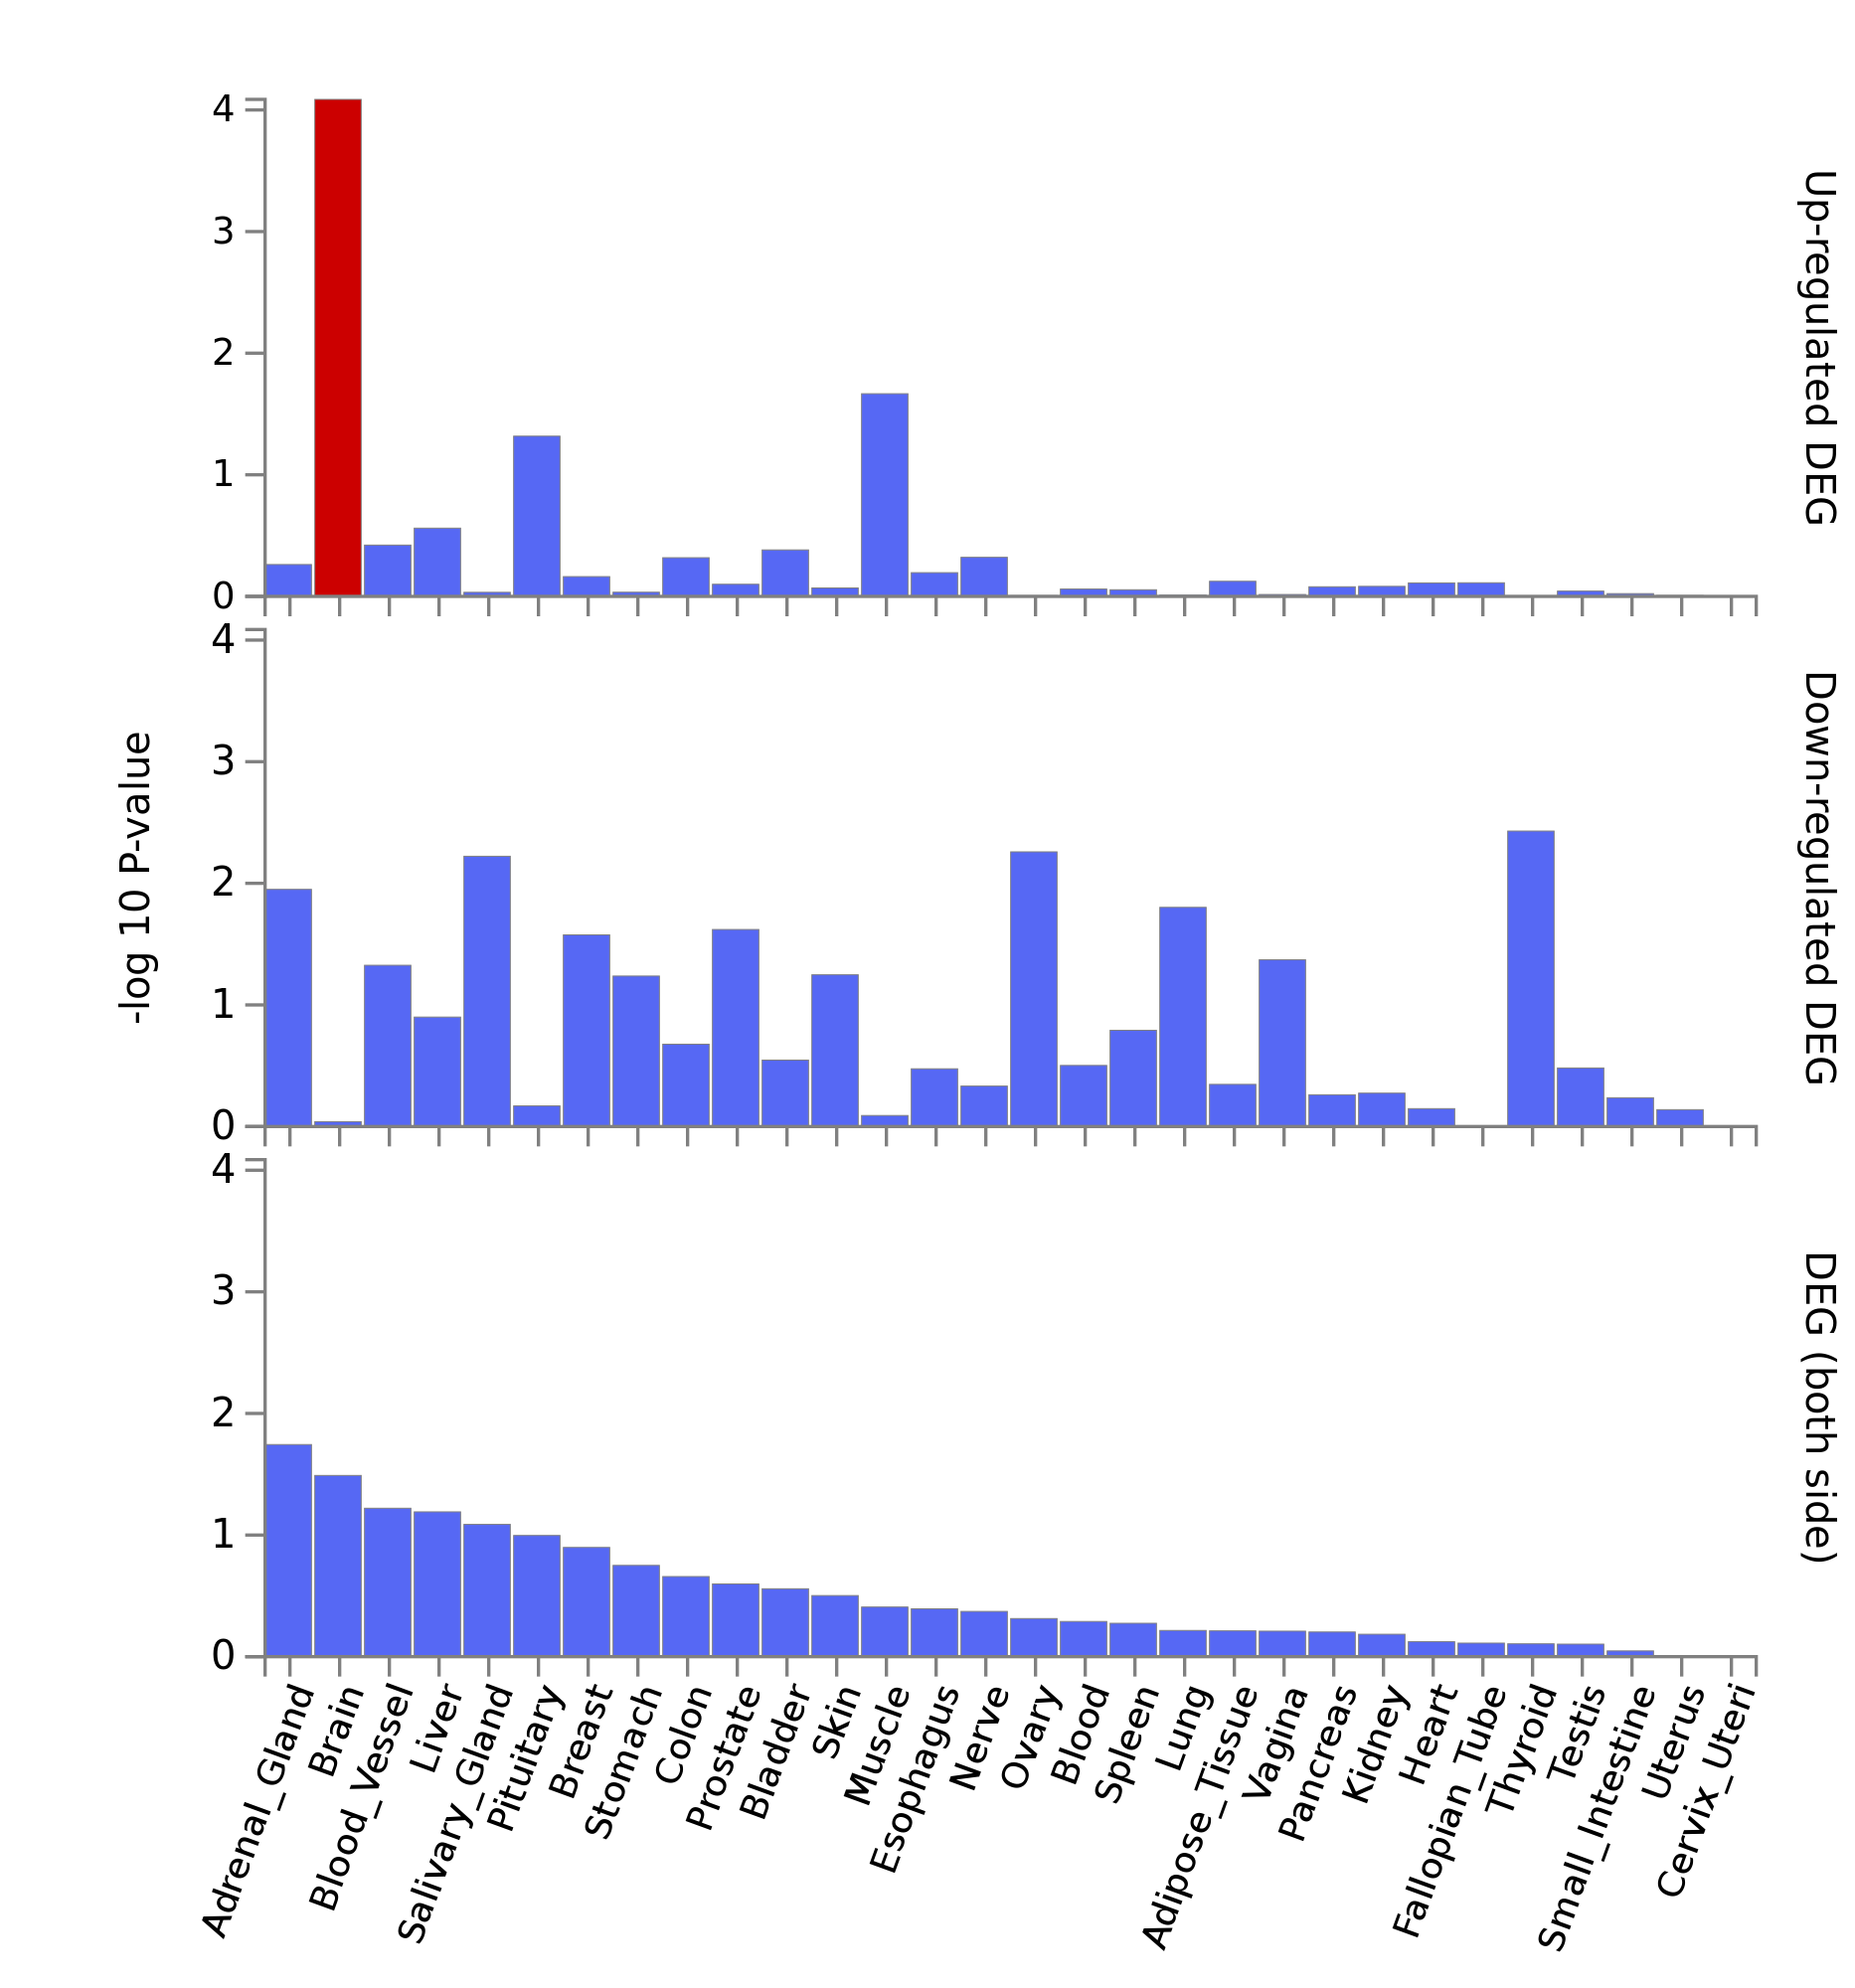 4
3
2
1
0
Up-regulated DEG
4
3
2
1
0
Down-regulated DEG
-log 10 P-value
4
3
2
1
0
DEG (both side)
Adrenal_Gland
Brain
Blood_Vessel
Liver
Salivary_Gland
Pituitary
Breast
Stomach
Colon
Prostate
Bladder
Skin
Muscle
Esophagus
Nerve
Ovary
Blood
Spleen
Lung
Adipose_Tissue
Vagina
Pancreas
Kidney
Heart
Fallopian_Tube
Thyroid
Testis
Small_Intestine
Uterus
Cervix_Uteri